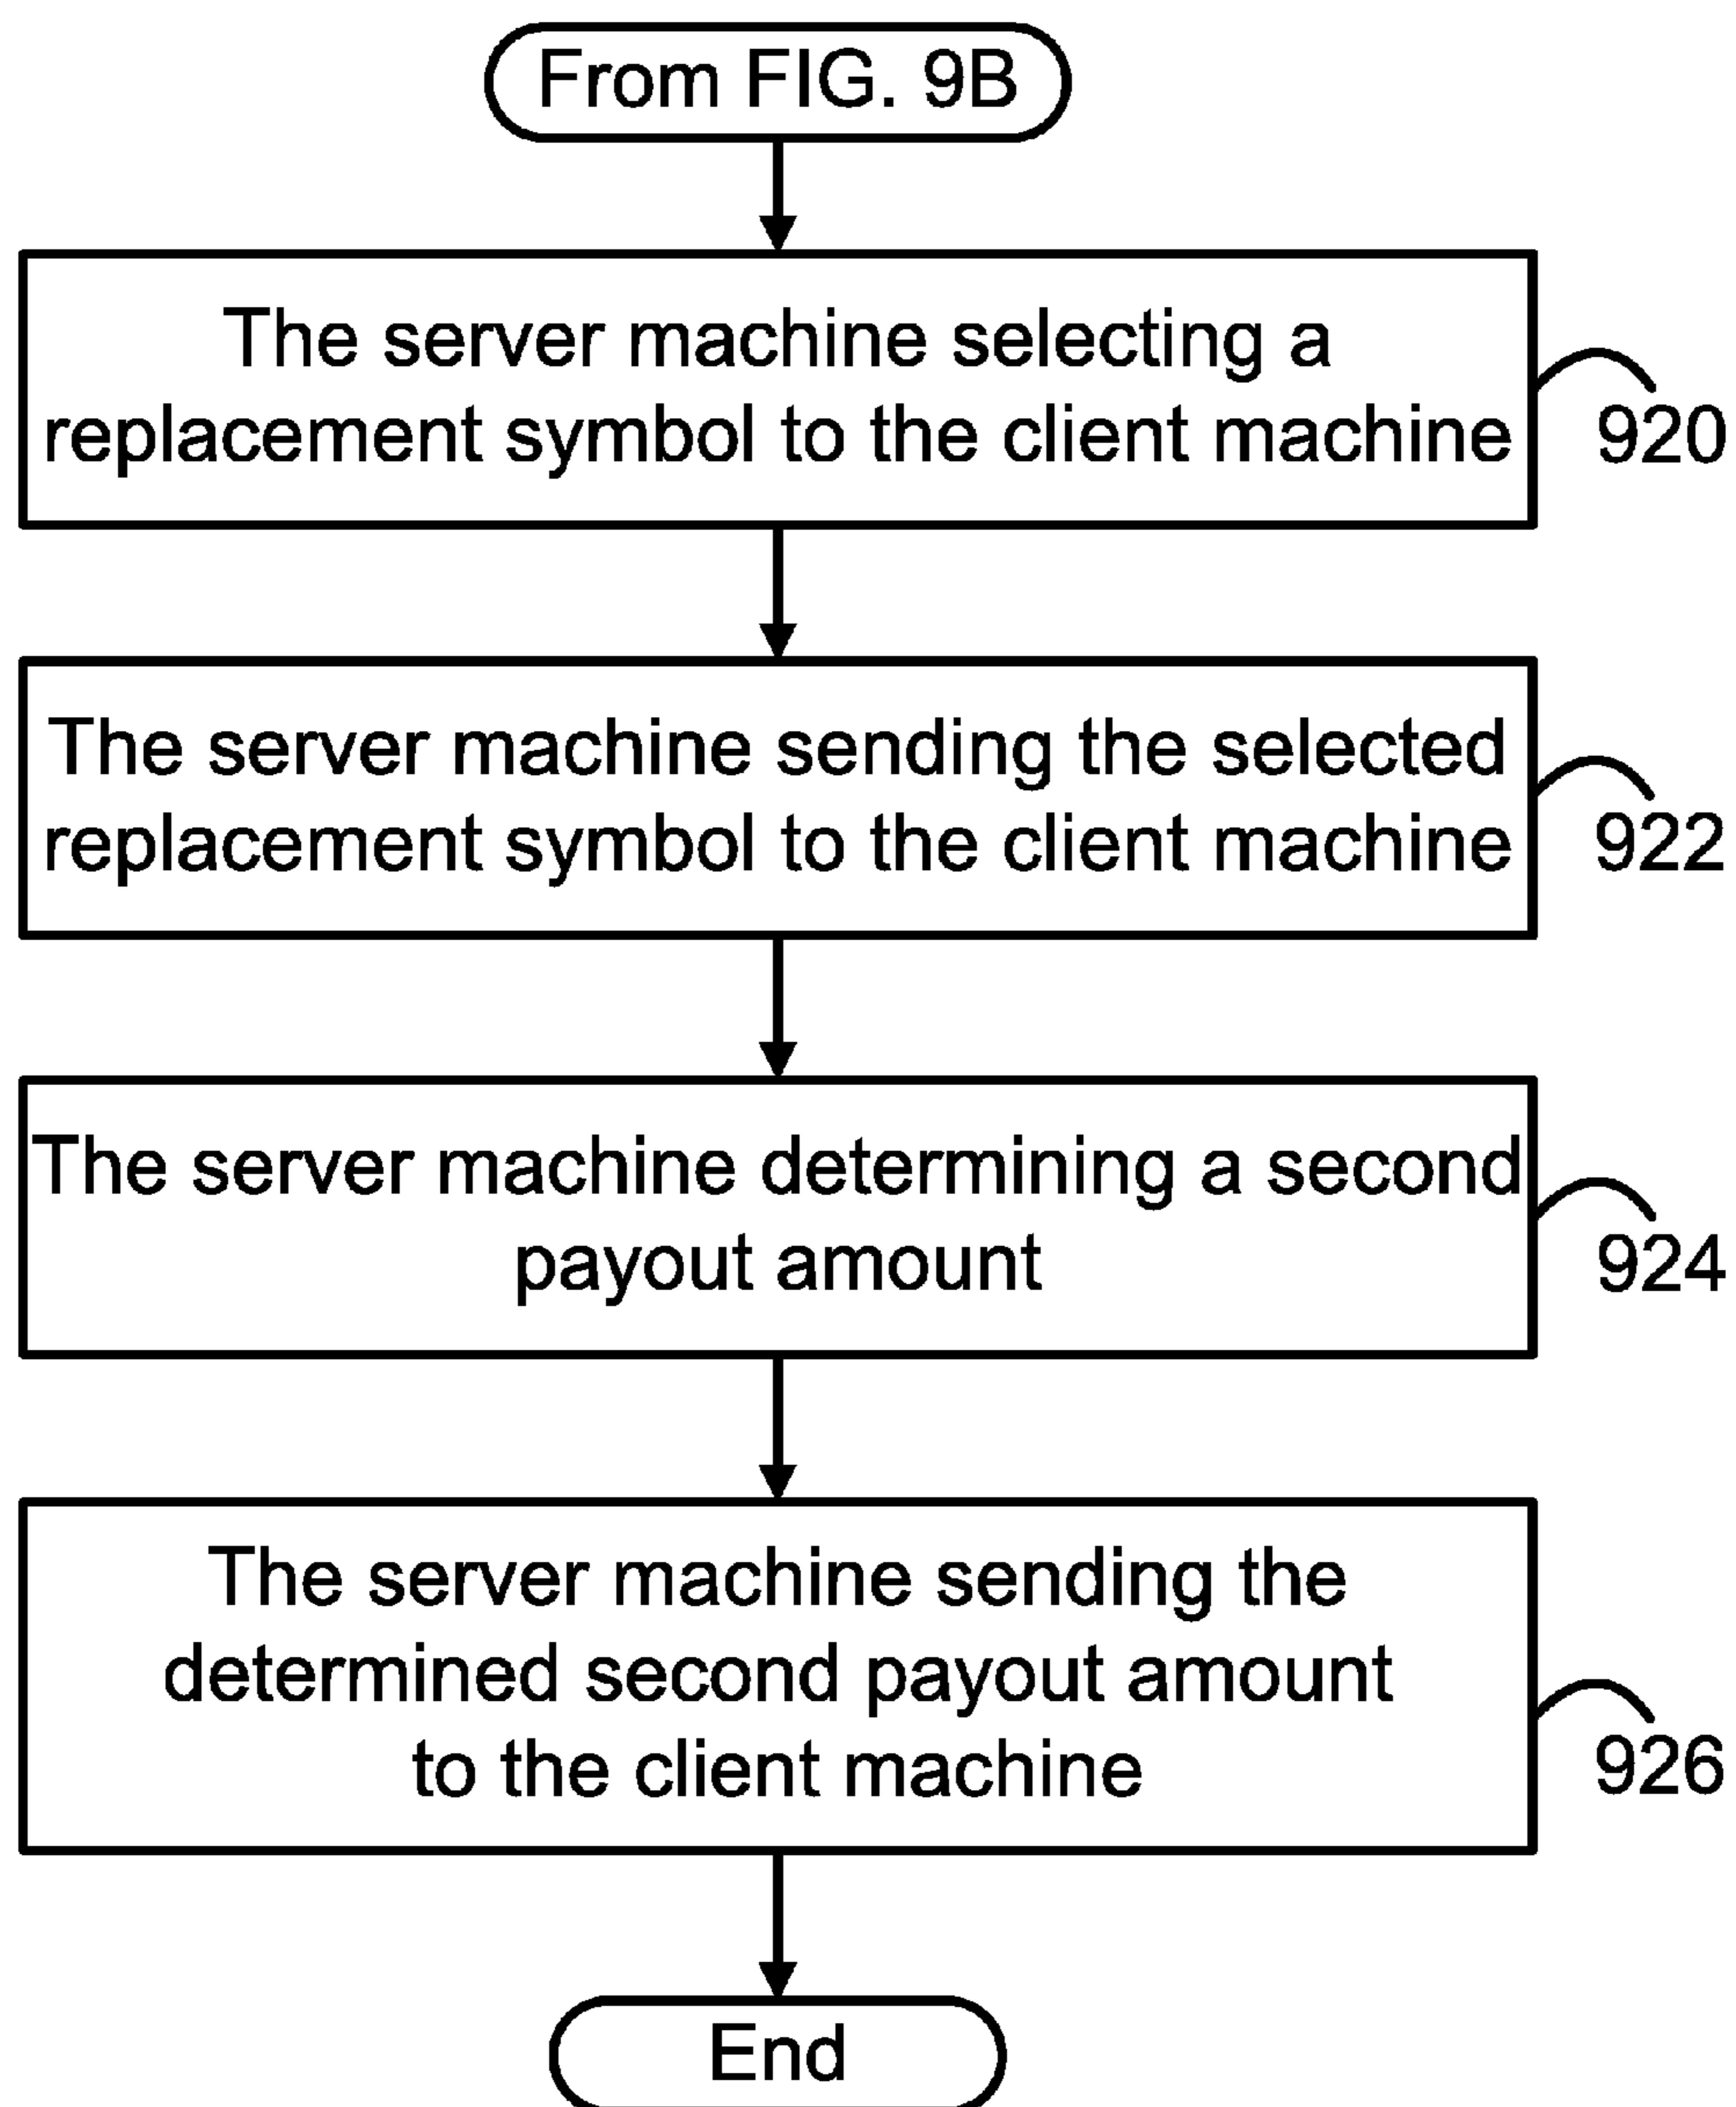 From FIG. 9B
The server machine selecting a
replacement symbol to the client machine
920
The server machine sending the selected
replacement symbol to the client machine
922
The server machine determining a second
payout amount
924
The server machine sending the
determined second payout amount
to the client machine
926
End